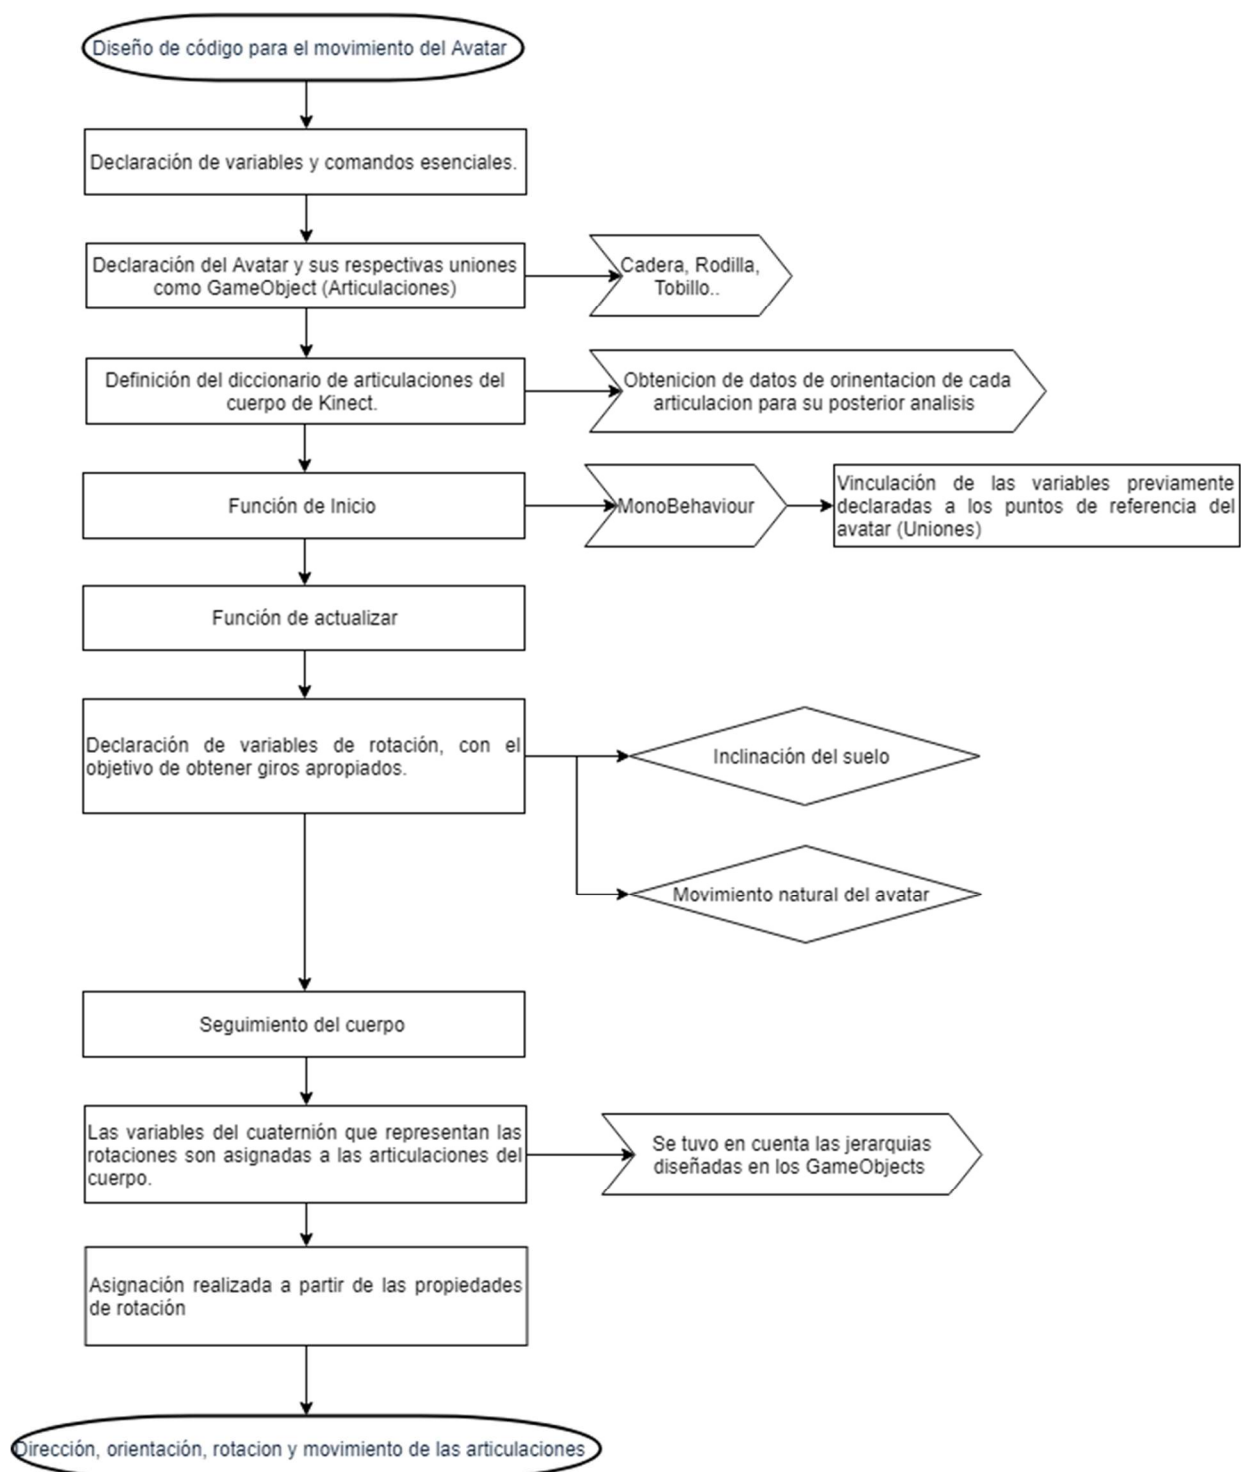 Diseño de código para el movimiento del Avatar
Declaración de variables y comandos esenciales.
Declaración del Avatar y sus respectivas uniones
como GameObject (Articulaciones)
Cadera, Rodilla,
Tobillo..
Definición del diccionario de articulaciones del
cuerpo de Kinect.
Obtenicion de datos de orinentacion de cada
articulacion para su posterior analisis
Función de Inicio
MonoBehaviour
Vinculación de las variables previamente
declaradas a los puntos de referencia del
avatar (Uniones)
Función de actualizar
Declaración de variables de rotación, con el
objetivo de obtener giros apropiados.
Inclinación del suelo
Movimiento natural del avatar
Seguimiento del cuerpo
Las variables del cuaternión que representan las
rotaciones son asignadas a las articulaciones del
cuerpo.
Se tuvo en cuenta las jerarquias
diseñadas en los GameObjects
Asignación realizada a partir de las propiedades
de rotación
Dirección, orientación, rotacion y movimiento de las articulaciones